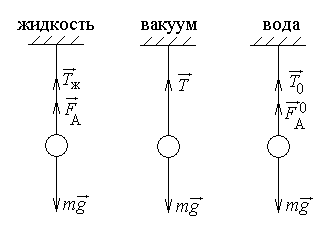 жидкость вакуум вода
T⃗ж T⃗ T⃗0
F⃗A F⃗A0
mg⃗ mg⃗ mg⃗